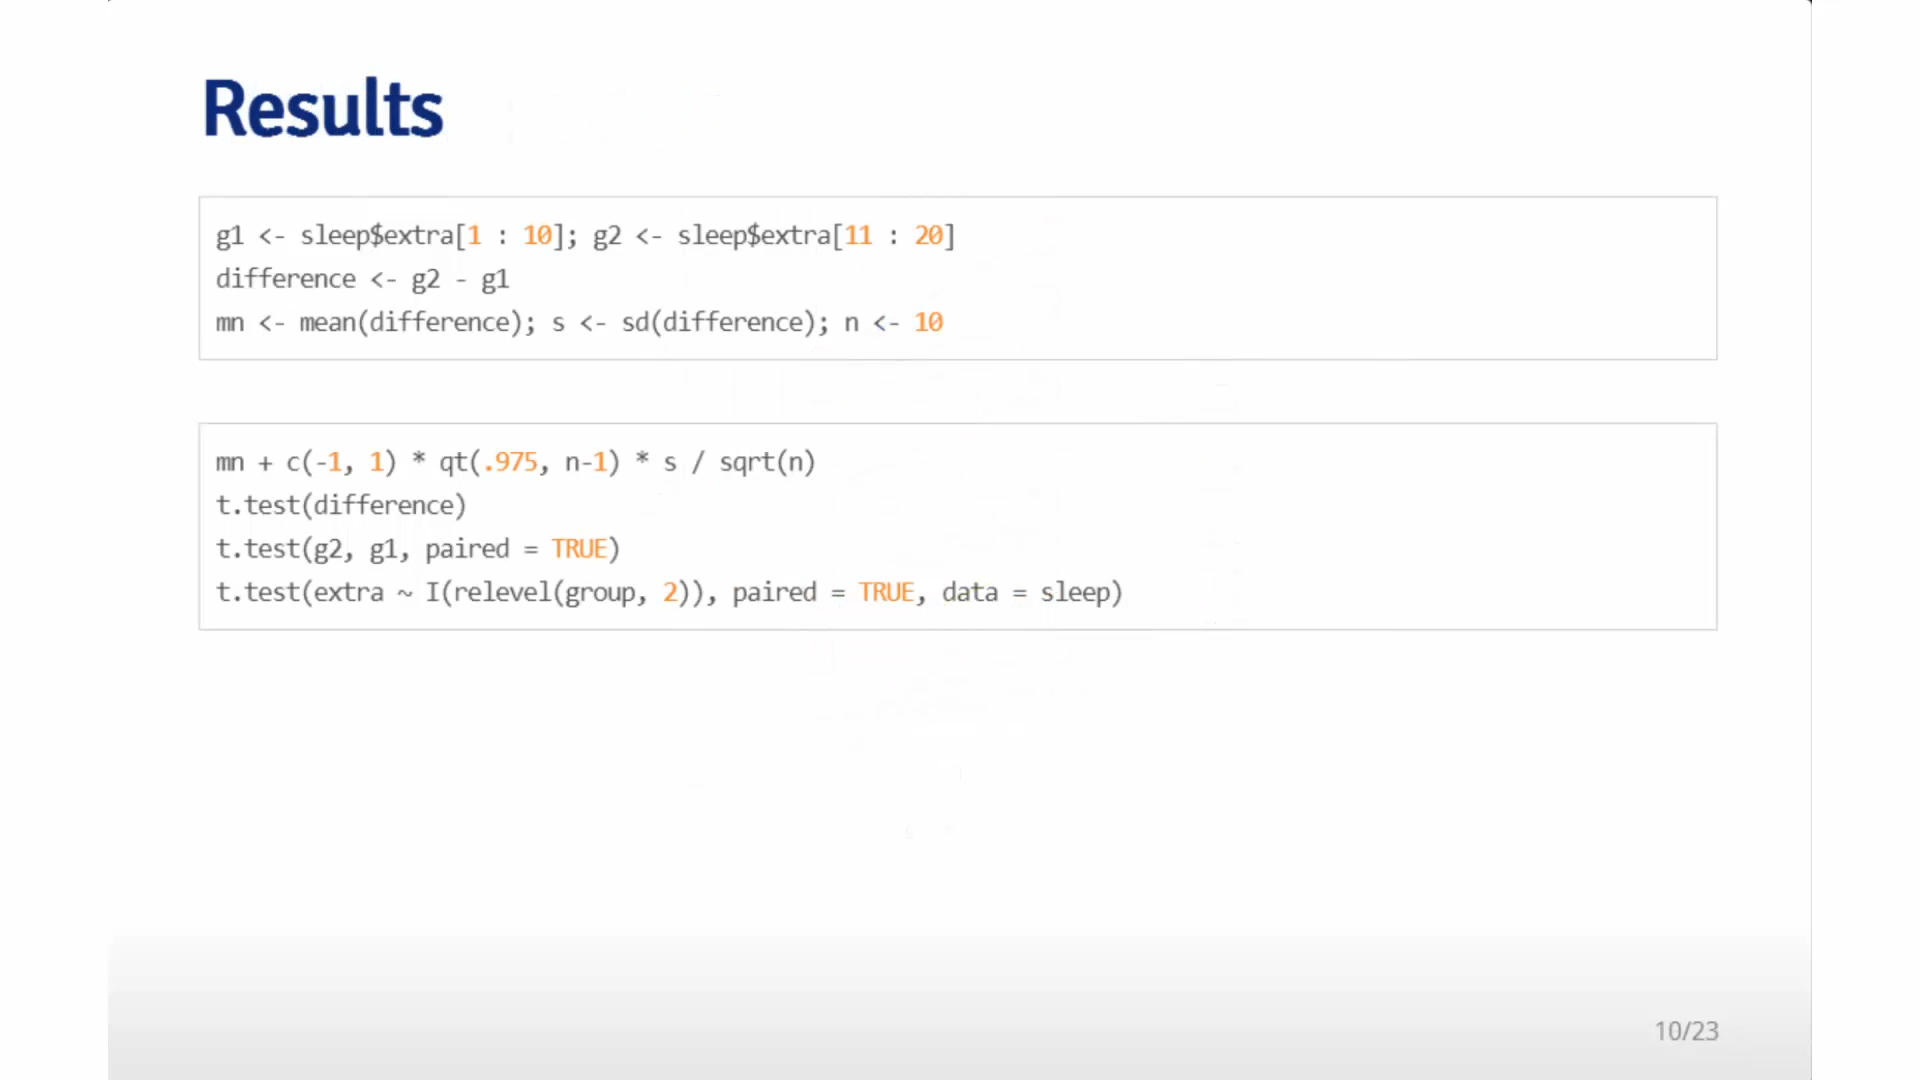 Results
g1 <- sleep$extra[1 : 10]; g2 <- sleep$extra[11 : 20]
difference <- g2 - g1
mn <- mean(difference); s <- sd(difference); n <- 10
mn + c(-1, 1) * qt(.975, n-1) * s / sqrt(n)
t.test(difference)
t.test(g2, g1, paired = TRUE)
t.test(extra ~ I(relevel(group, 2)), paired = TRUE, data = sleep)
10/23